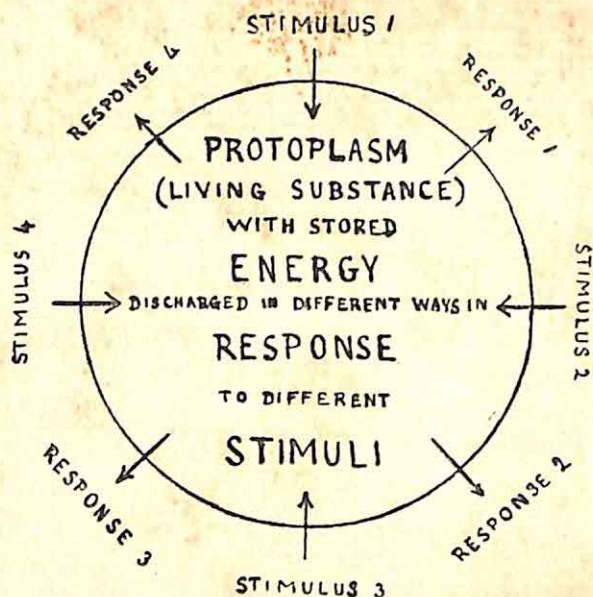 STIMULUS 1
RESPONSE 4
RESPONSE 1
PROTOPLASM
(LIVING SUBSTANCE)
WITH STORED
ENERGY
DISCHARGED IN DIFFERENT WAYS IN
RESPONSE
TO DIFFERENT
STIMULI
STIMULUS 4
STIMULUS 2
RESPONSE 3
RESPONSE 2
STIMULUS 3